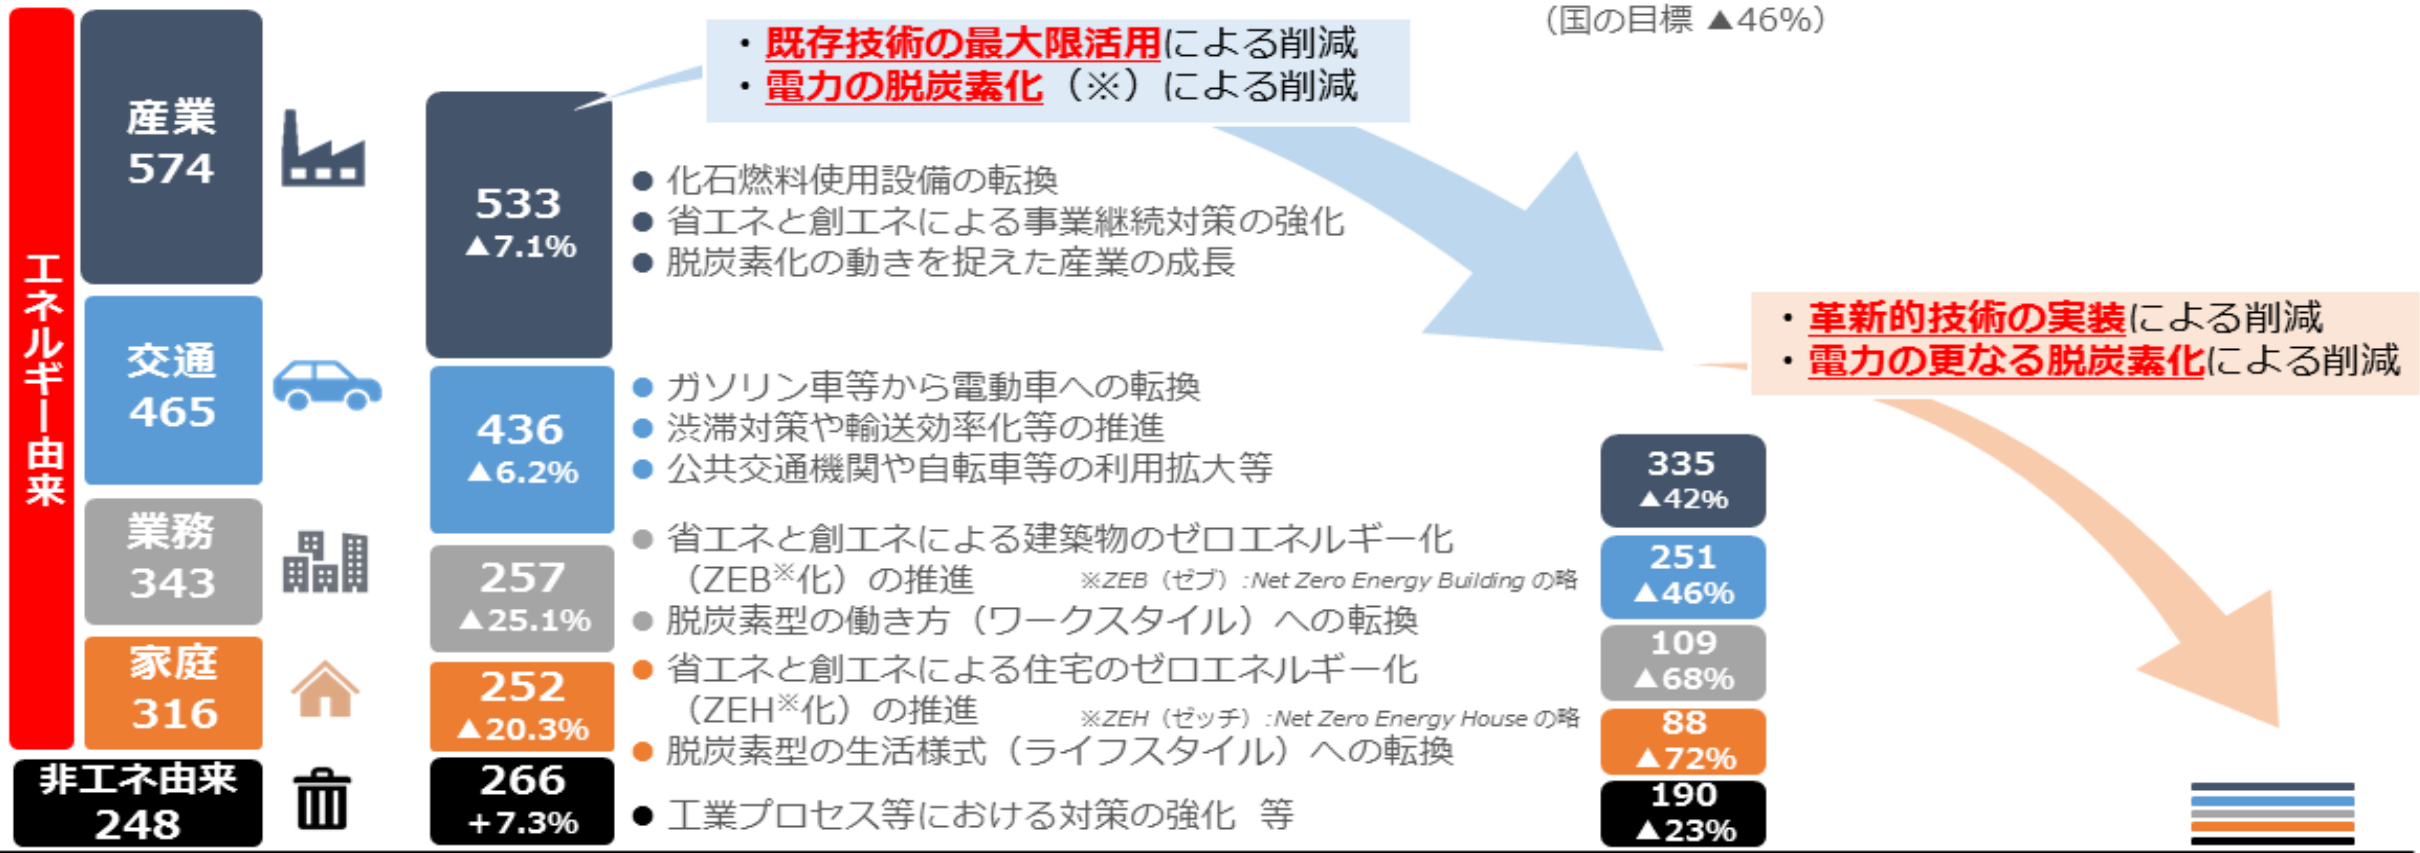 エネルギー由来
産業
574
交通
465
業務
343
家庭
316
非エネ由来
248
533
▲7.1%
436
▲6.2%
257
▲25.1%
252
▲20.3%
266
+7.3%
・既存技術の最大限活用による削減
・電力の脱炭素化（※）による削減
（国の目標 ▲46%）
● 化石燃料使用設備の転換
● 省エネと創エネによる事業継続対策の強化
● 脱炭素化の動きを捉えた産業の成長
● ガソリン車等から電動車への転換
● 渋滞対策や輸送効率化等の推進
● 公共交通機関や自転車等の利用拡大等
● 省エネと創エネによる建築物のゼロエネルギー化
（ZEB※化）の推進 ※ZEB（ゼブ）:Net Zero Energy Building の略
● 脱炭素型の働き方（ワークスタイル）への転換
● 省エネと創エネによる住宅のゼロエネルギー化
（ZEH※化）の推進 ※ZEH（ゼッチ）:Net Zero Energy House の略
● 脱炭素型の生活様式（ライフスタイル）への転換
● 工業プロセス等における対策の強化 等
・革新的技術の実装による削減
・電力の更なる脱炭素化による削減
335
▲42%
251
▲46%
109
▲68%
88
▲72%
190
▲23%